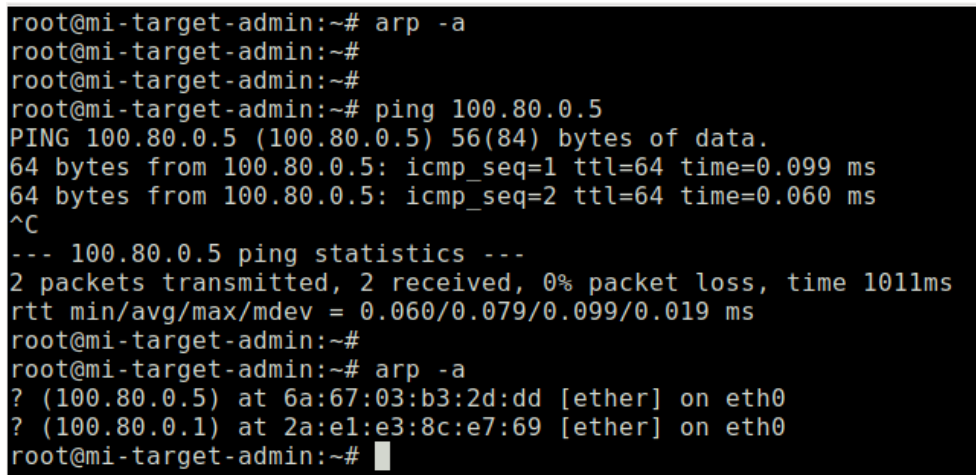 root@mi-target-admin:~# arp -a
root@mi-target-admin:~#
root@mi-target-admin:~#
root@mi-target-admin:~# ping 100.80.0.5
PING 100.80.0.5 (100.80.0.5) 56(84) bytes of data.
64 bytes from 100.80.0.5: icmp_seq=1 ttl=64 time=0.099 ms
64 bytes from 100.80.0.5: icmp_seq=2 ttl=64 time=0.060 ms
^C
--- 100.80.0.5 ping statistics ---
2 packets transmitted, 2 received, 0% packet loss, time 1011ms
rtt min/avg/max/mdev = 0.060/0.079/0.099/0.019 ms
root@mi-target-admin:~#
root@mi-target-admin:~# arp -a
? (100.80.0.5) at 6a:67:03:b3:2d:dd [ether] on eth0
? (100.80.0.1) at 2a:e1:e3:8c:e7:69 [ether] on eth0
root@mi-target-admin:~#